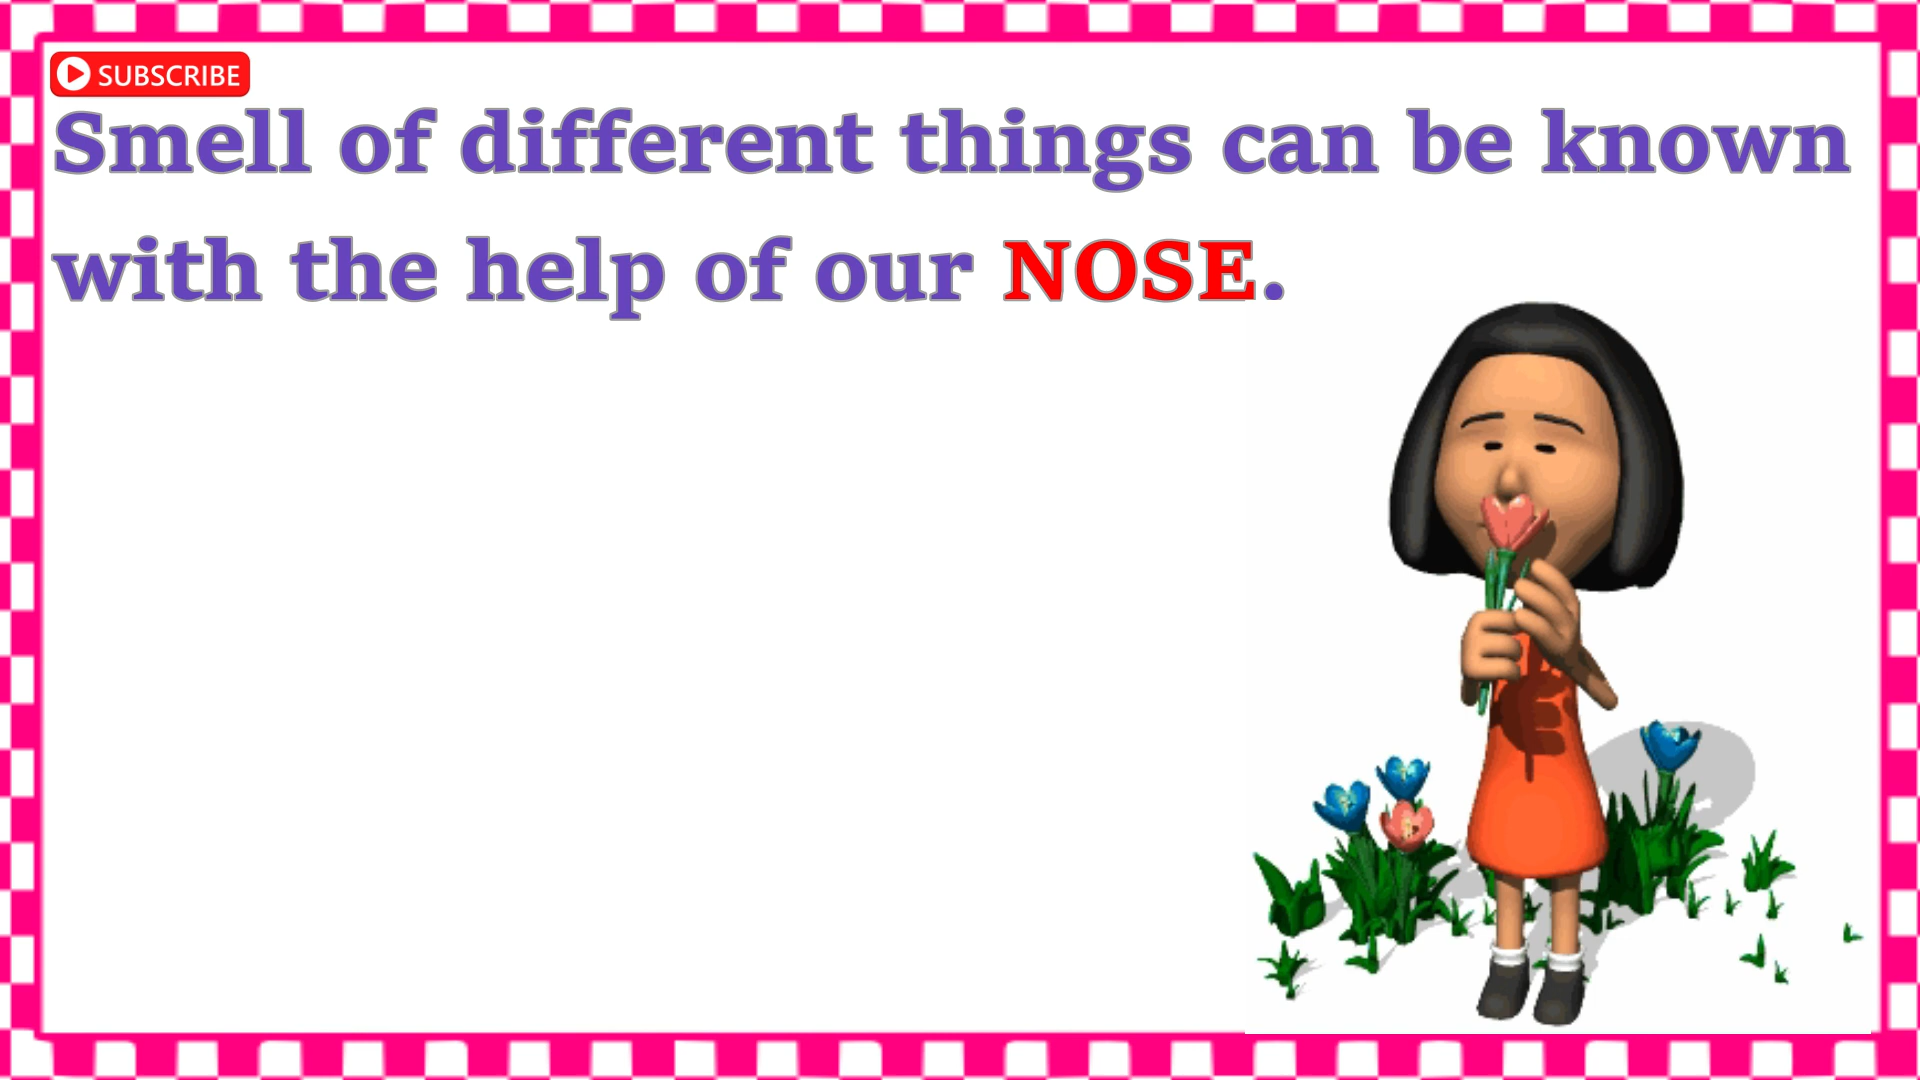 SUBSCRIBE
Smell of different things can be known
with the help of our NOSE.